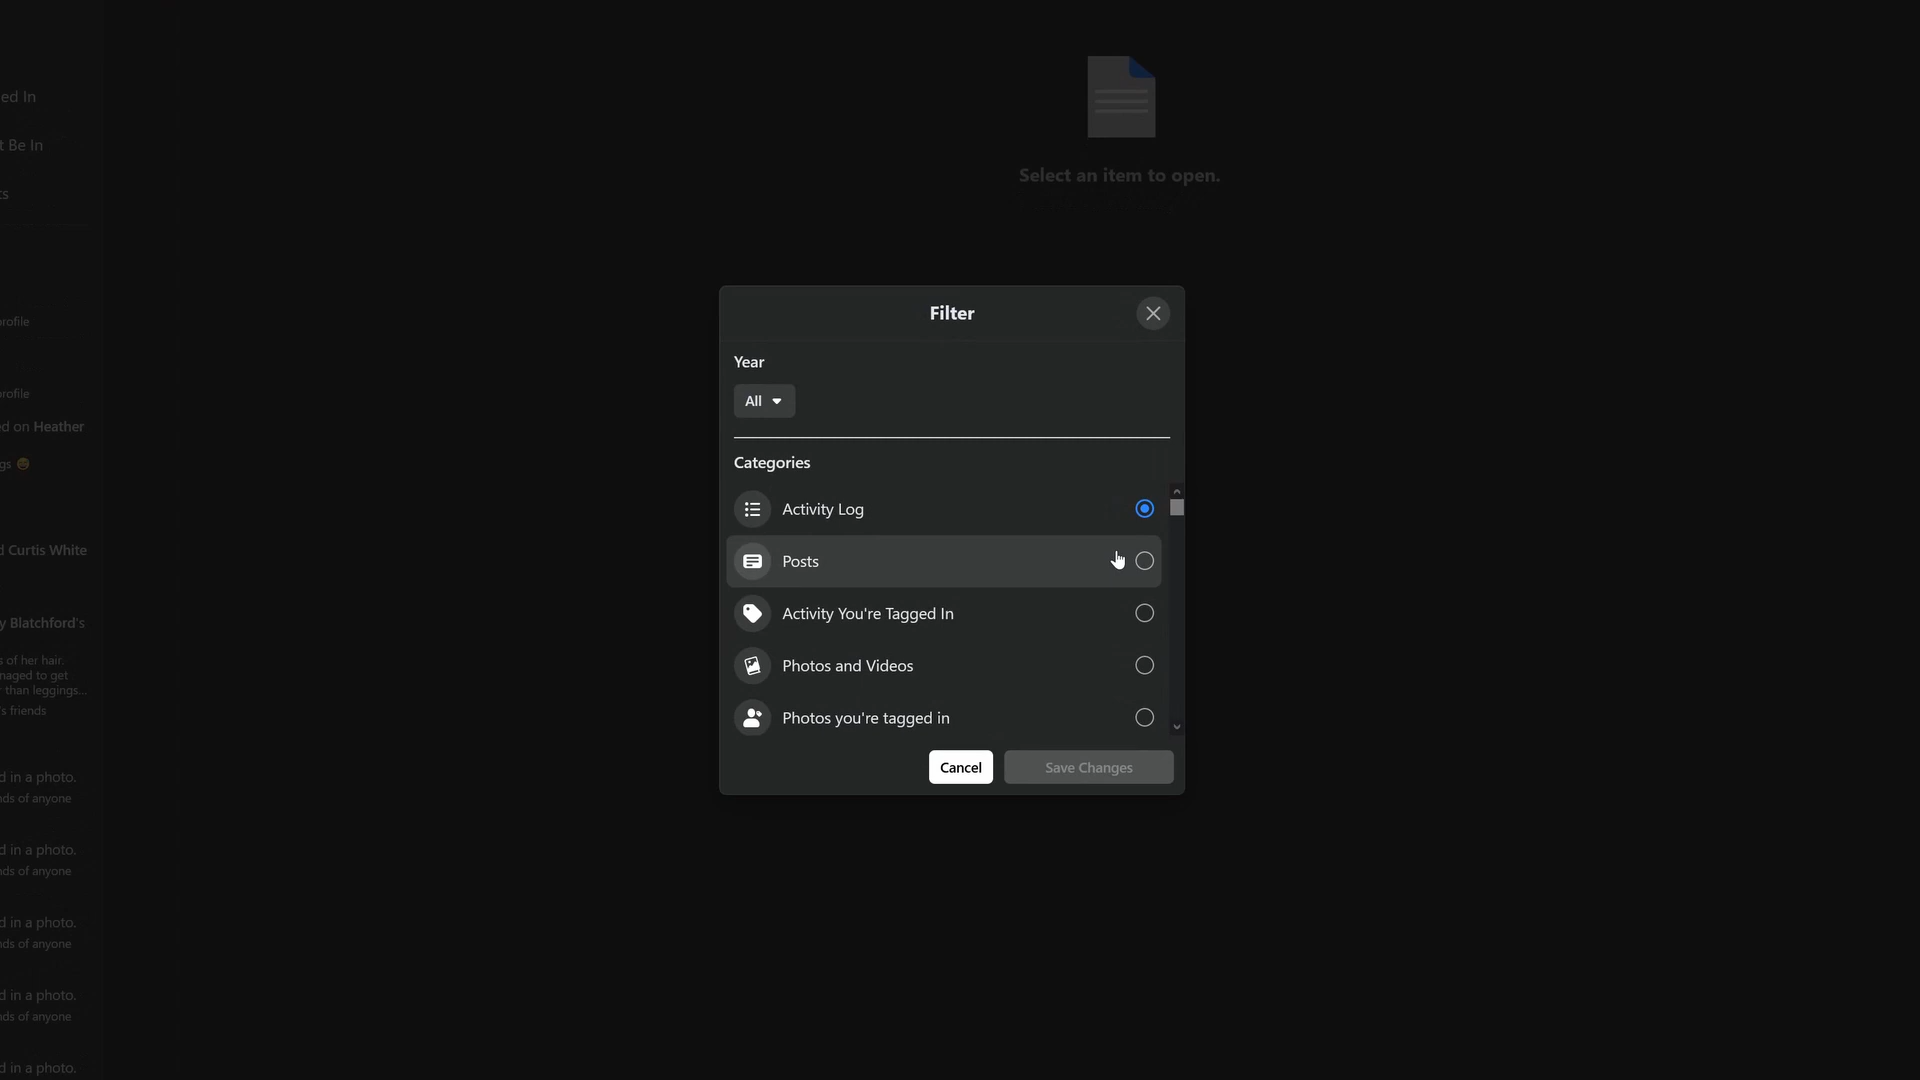 ed In
t Be In
ts
rofile
rofile
ed on Heather
gs
d Curtis White
y Blatchford's
s of her hair.
naged to get
r than leggings...
's friends
d in a photo.
nds of anyone
d in a photo.
nds of anyone
d in a photo.
nds of anyone
d in a photo.
nds of anyone
d in a photo.
Select an item to open.
Filter
Year
All
Categories
Activity Log
Posts
Activity You're Tagged In
Photos and Videos
Photos you're tagged in
Cancel
Save Changes